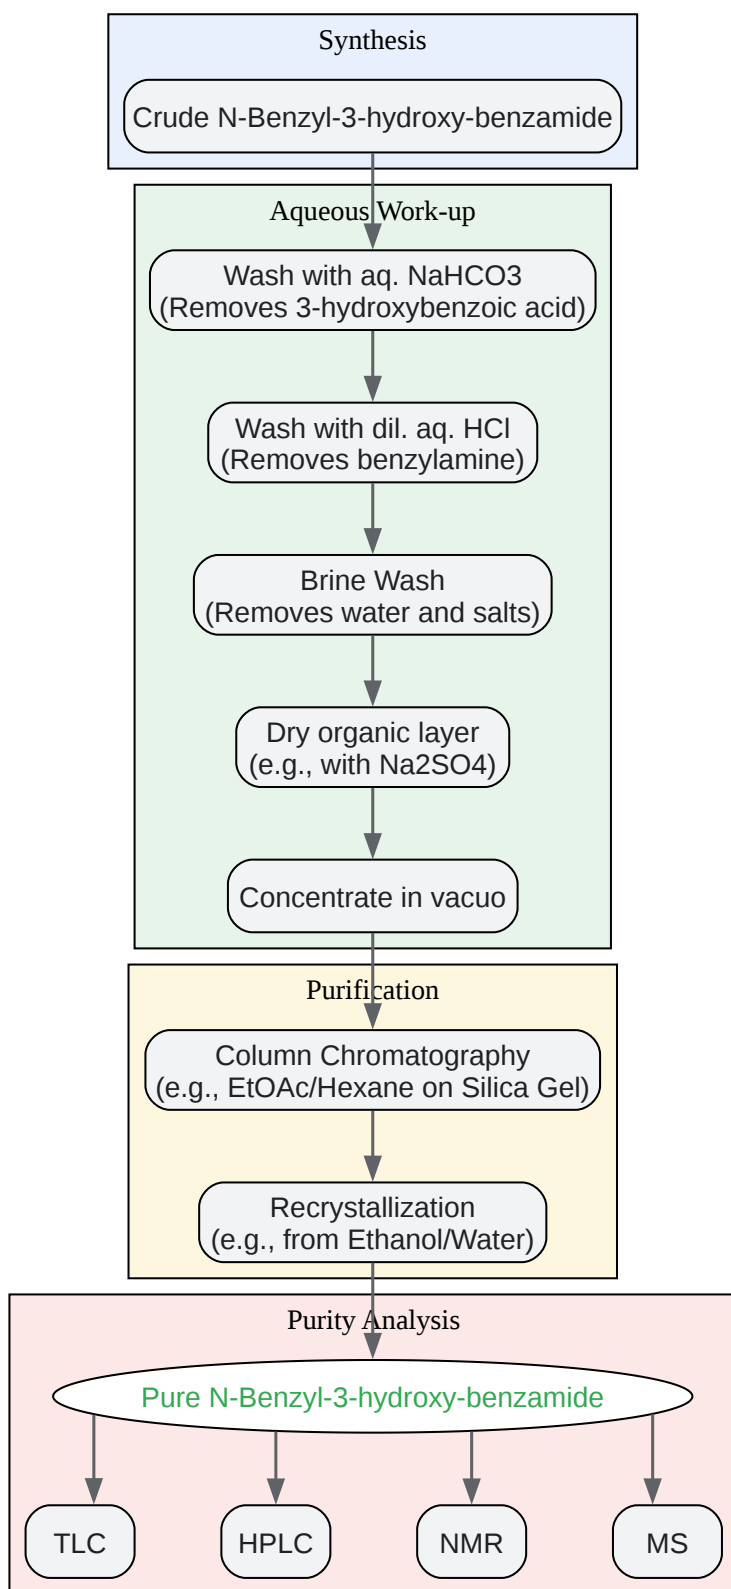 Synthesis
Crude N-Benzyl-3-hydroxy-benzamide
Aqueous Work-up
Wash with aq. NaHCO3
(Removes 3-hydroxybenzoic acid)
Wash with dil. aq. HCl
(Removes benzylamine)
Brine Wash
(Removes water and salts)
Dry organic layer
(e.g., with Na2SO4)
Concentrate in vacuo
Purification
Column Chromatography
(e.g., EtOAc/Hexane on Silica Gel)
Recrystallization
(e.g., from Ethanol/Water)
Purity Analysis
Pure N-Benzyl-3-hydroxy-benzamide
TLC
HPLC
NMR
MS